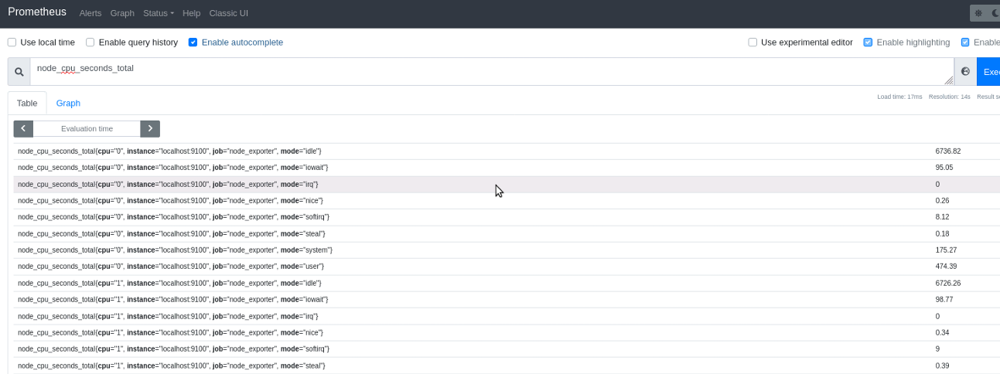 Prometheus Alerts Graph Status Help Classic UI
Use local time Enable query history Enable autocomplete Use experimental editor Enable highlighting Enable
node_cpu_seconds_total
Table Graph Load time: 17ms Resolution: 14s Result
Evaluation time
node_cpu_seconds_total{cpu="0", instance="localhost:9100", job="node_exporter", mode="idle"} 6736.82
node_cpu_seconds_total{cpu="0", instance="localhost:9100", job="node_exporter", mode="iowait"} 95.05
node_cpu_seconds_total{cpu="0", instance="localhost:9100", job="node_exporter", mode="irq"} 0
node_cpu_seconds_total{cpu="0", instance="localhost:9100", job="node_exporter", mode="nice"} 0.26
node_cpu_seconds_total{cpu="0", instance="localhost:9100", job="node_exporter", mode="softirq"} 8.12
node_cpu_seconds_total{cpu="0", instance="localhost:9100", job="node_exporter", mode="steal"} 0.18
node_cpu_seconds_total{cpu="0", instance="localhost:9100", job="node_exporter", mode="system"} 175.27
node_cpu_seconds_total{cpu="0", instance="localhost:9100", job="node_exporter", mode="user"} 474.39
node_cpu_seconds_total{cpu="1", instance="localhost:9100", job="node_exporter", mode="idle"} 6726.26
node_cpu_seconds_total{cpu="1", instance="localhost:9100", job="node_exporter", mode="iowait"} 98.77
node_cpu_seconds_total{cpu="1", instance="localhost:9100", job="node_exporter", mode="irq"} 0
node_cpu_seconds_total{cpu="1", instance="localhost:9100", job="node_exporter", mode="nice"} 0.34
node_cpu_seconds_total{cpu="1", instance="localhost:9100", job="node_exporter", mode="softirq"} 9
node_cpu_seconds_total{cpu="1", instance="localhost:9100", job="node_exporter", mode="steal"} 0.39